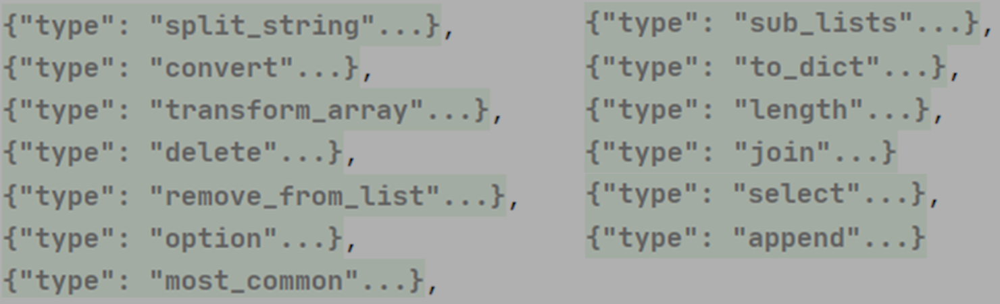 {"type": "split_string"...},
{"type": "convert"...},
{"type": "transform_array"...},
{"type": "delete"...},
{"type": "remove_from_list"...},
{"type": "option"...},
{"type": "most_common"...},
{"type": "sub_lists"...},
{"type": "to_dict"...},
{"type": "length"...},
{"type": "join"...}
{"type": "select"...},
{"type": "append"...}